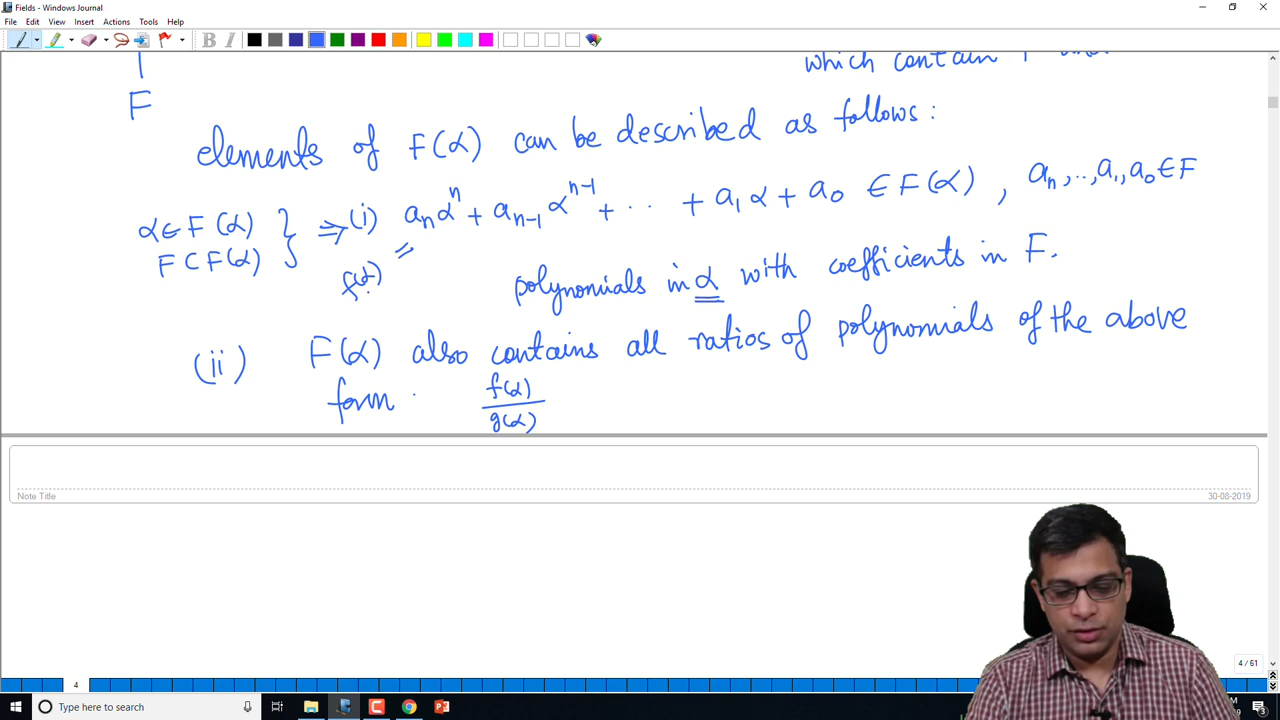 Fields - Windows Journal
File Edit View Insert Actions Tools Help
B I
which contain
F
elements of F(α) can be described as follows:
α∈F(α) } ⇒ (i) aₙαⁿ + aₙ₋₁αⁿ⁻¹ + ·· + a₁α + a₀ ∈ F(α), aₙ,..,a₁,a₀∈F
F⊂F(α)
f(α)
polynomials in α with coefficients in F.
(ii) F(α) also contains all ratios of polynomials of the above
form. f(α)/g(α)
Note Title
30-08-2019
4 / 61
4
Type here to search